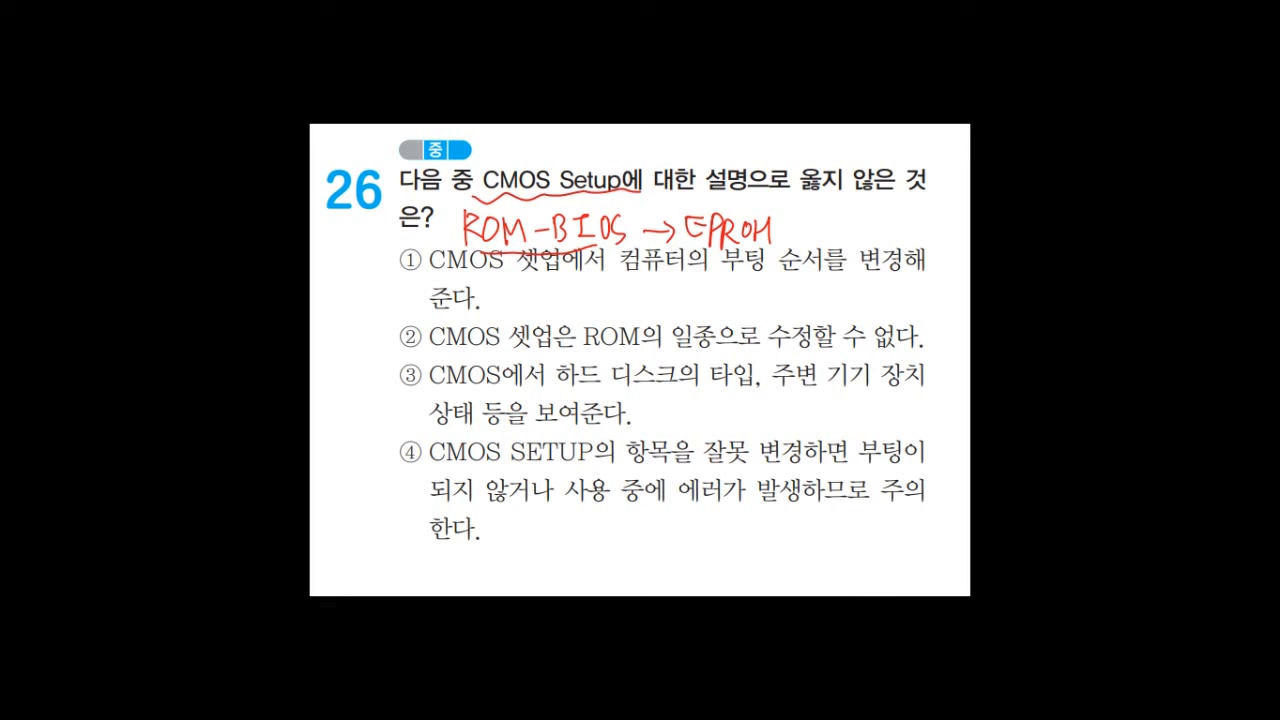 중
26 다음 중 CMOS Setup에 대한 설명으로 옳지 않은 것
은?
ROM-BIOS → EPROM
① CMOS 셋업에서 컴퓨터의 부팅 순서를 변경해
준다.
② CMOS 셋업은 ROM의 일종으로 수정할 수 없다.
③ CMOS에서 하드 디스크의 타입, 주변 기기 장치
상태 등을 보여준다.
④ CMOS SETUP의 항목을 잘못 변경하면 부팅이
되지 않거나 사용 중에 에러가 발생하므로 주의
한다.